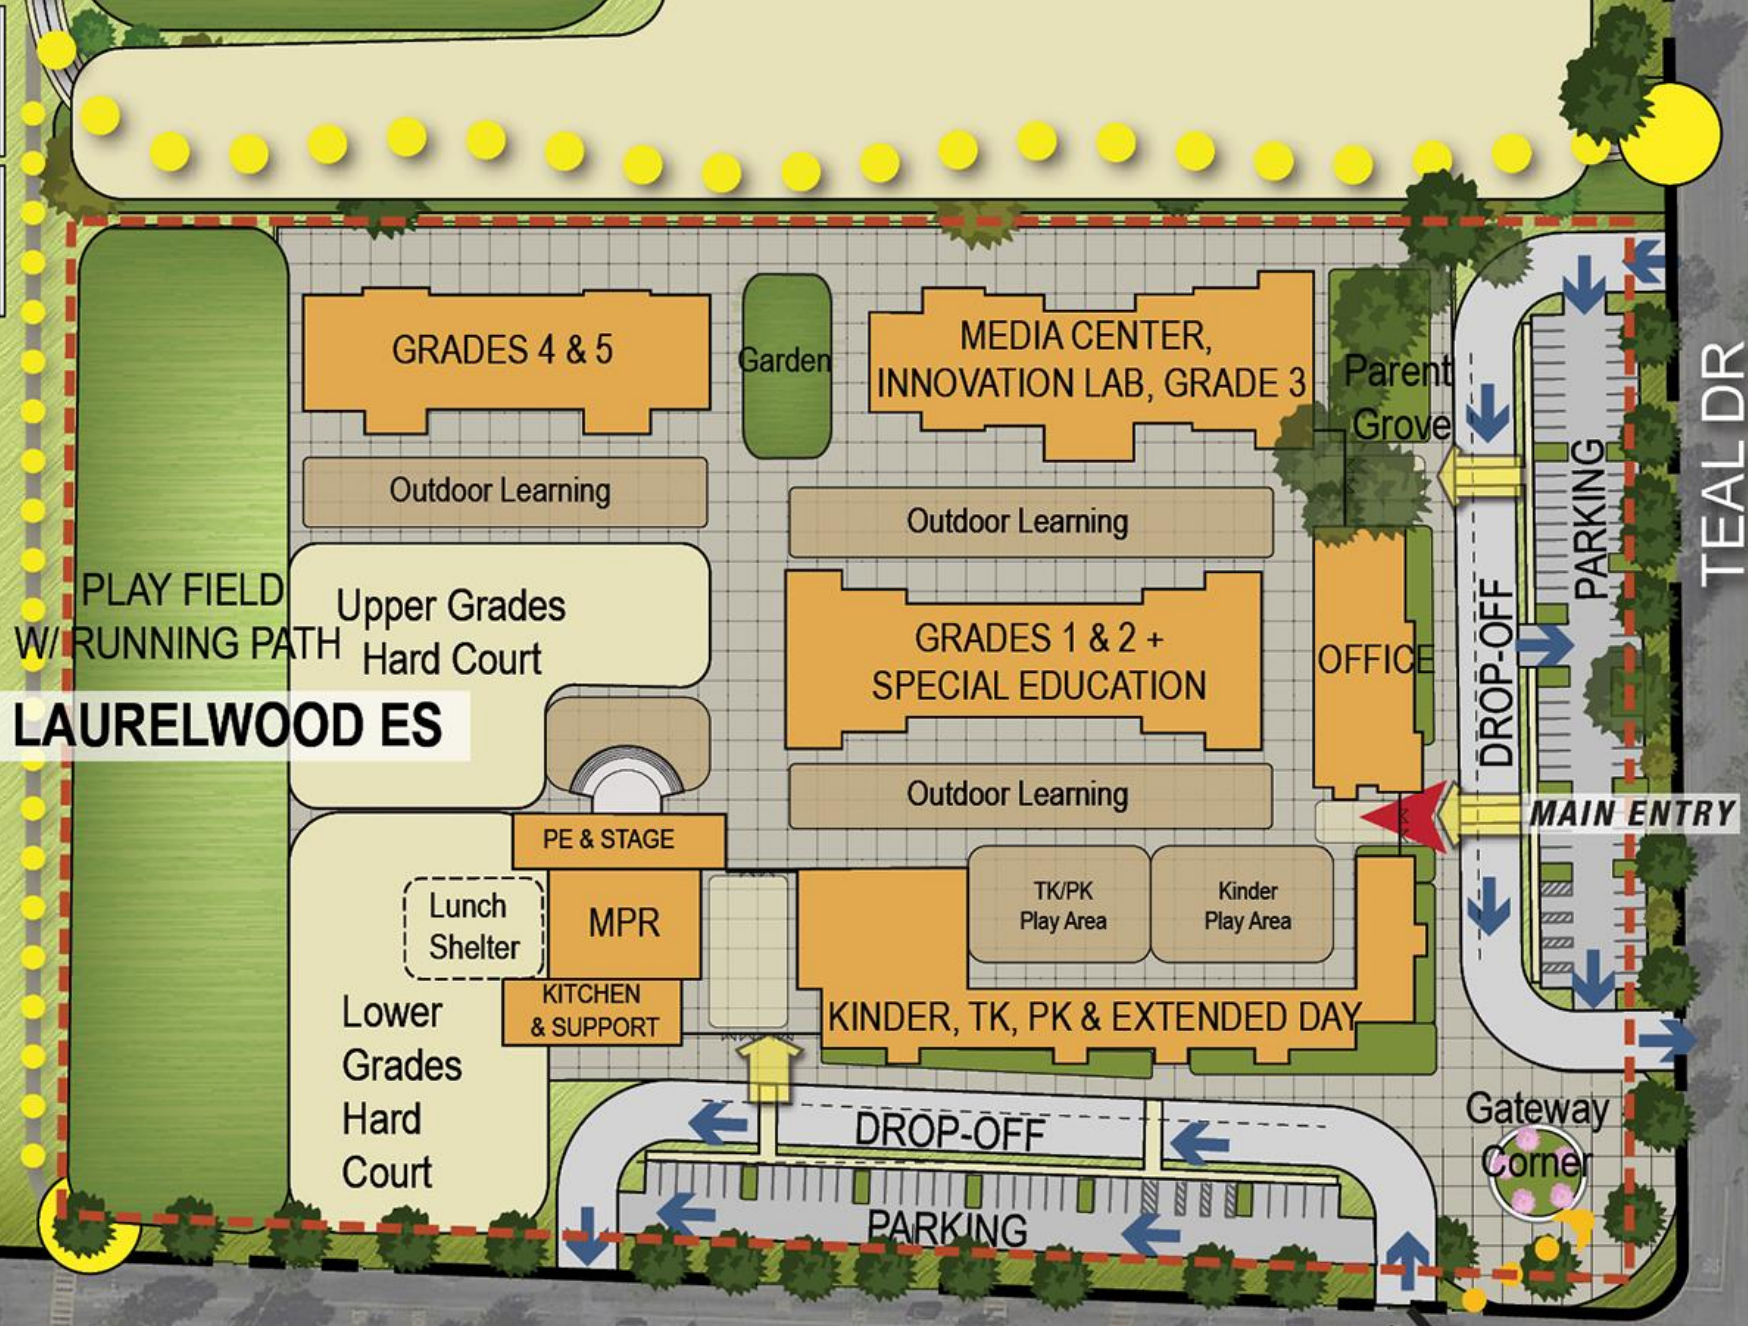 GRADES 4 & 5
Garden
MEDIA CENTER,
INNOVATION LAB, GRADE 3
Parent
Grove
Outdoor Learning
Outdoor Learning
PARKING
TEAL DR
PLAY FIELD
W/ RUNNING PATH
Upper Grades
Hard Court
GRADES 1 & 2 +
SPECIAL EDUCATION
OFFICE
DROP-OFF
LAURELWOOD ES
Outdoor Learning
MAIN ENTRY
PE & STAGE
Lunch
Shelter
MPR
TK/PK
Play Area
Kinder
Play Area
KITCHEN
& SUPPORT
KINDER, TK, PK & EXTENDED DAY
Lower
Grades
Hard
Court
DROP-OFF
PARKING
Gateway
Corner